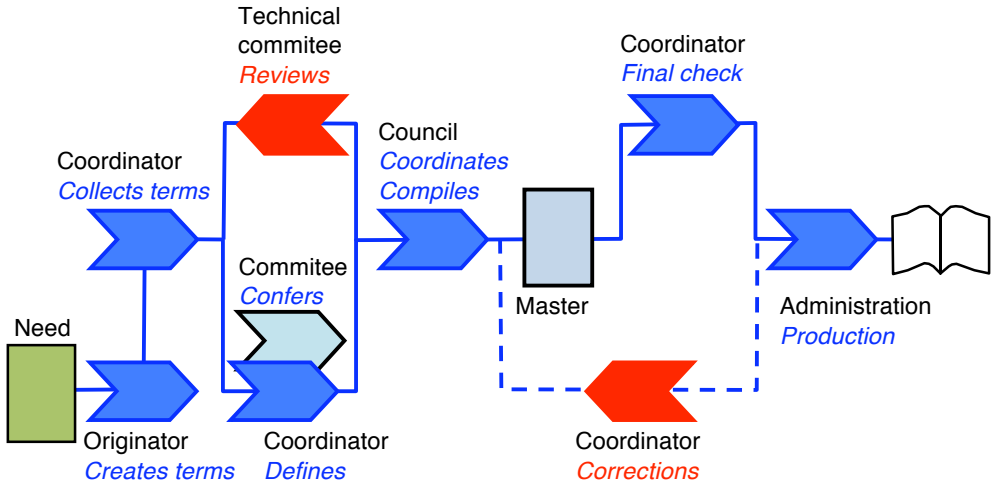 Technical
commitee
Reviews
Coordinator
Final check
Coordinator
Collects terms
Council
Coordinates
Compiles
Commitee
Confers
Need
Master
Administration
Production
Originator
Creates terms
Coordinator
Defines
Coordinator
Corrections